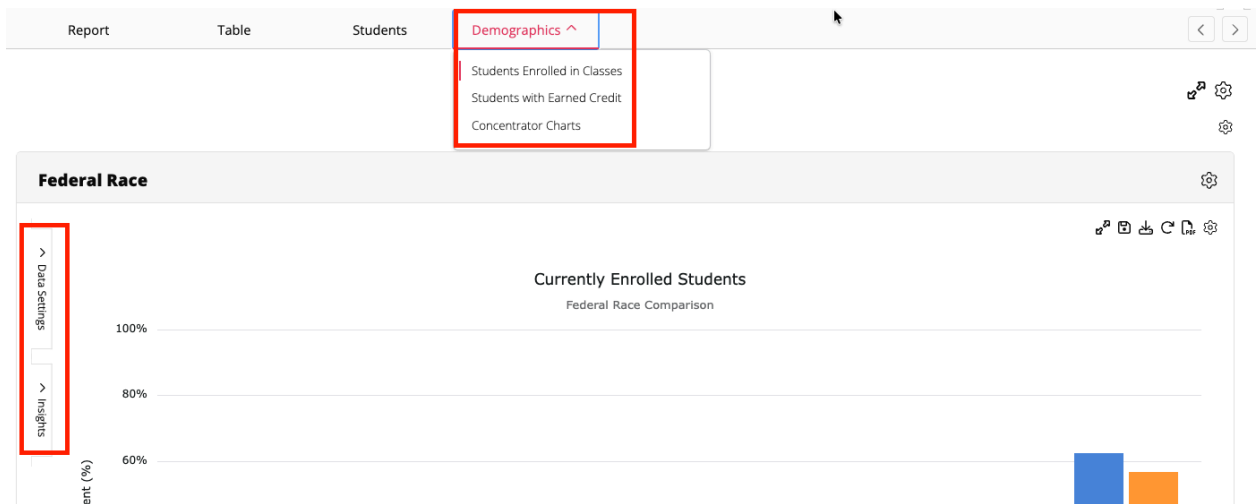 Report
Table
Students
Demographics
Students Enrolled in Classes
Students with Earned Credit
Concentrator Charts
Federal Race
Data Settings
Insights
PDF
Currently Enrolled Students
Federal Race Comparison
100%
80%
60%
(%)